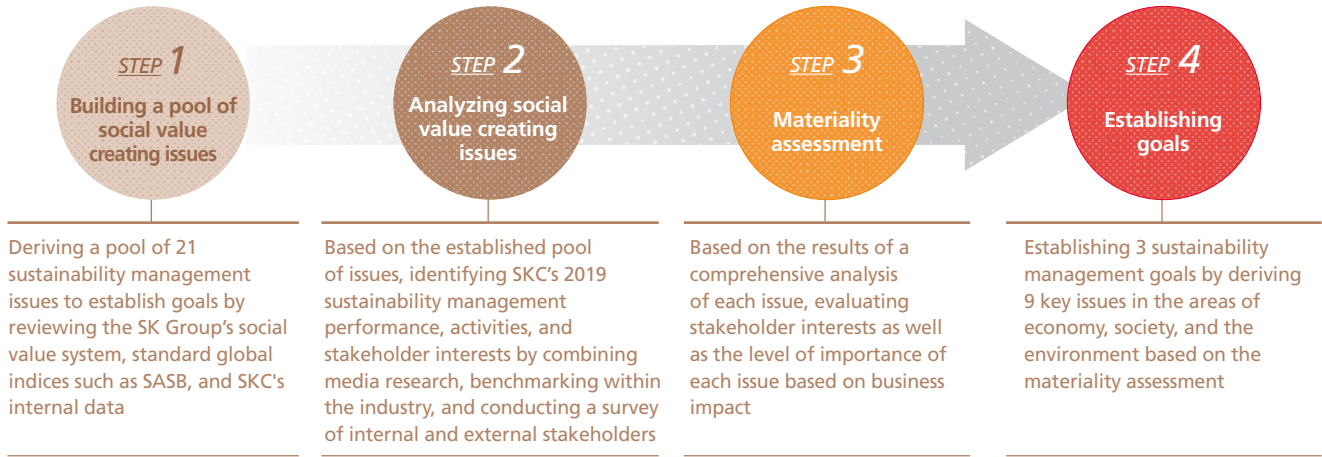 STEP 1
Building a pool of
social value
creating issues
STEP 2
Analyzing social
value creating
issues
STEP 3
Materiality
assessment
STEP 4
Establishing
goals
Deriving a pool of 21
sustainability management
issues to establish goals by
reviewing the SK Group's social
value system, standard global
indices such as SASB, and SKC's
internal data
Based on the established pool
of issues, identifying SKC's 2019
sustainability management
performance, activities, and
stakeholder interests by combining
media research, benchmarking within
the industry, and conducting a survey
of internal and external stakeholders
Based on the results of a
comprehensive analysis
of each issue, evaluating
stakeholder interests as well
as the level of importance of
each issue based on business
impact
Establishing 3 sustainability
management goals by deriving
9 key issues in the areas of
economy, society, and the
environment based on the
materiality assessment